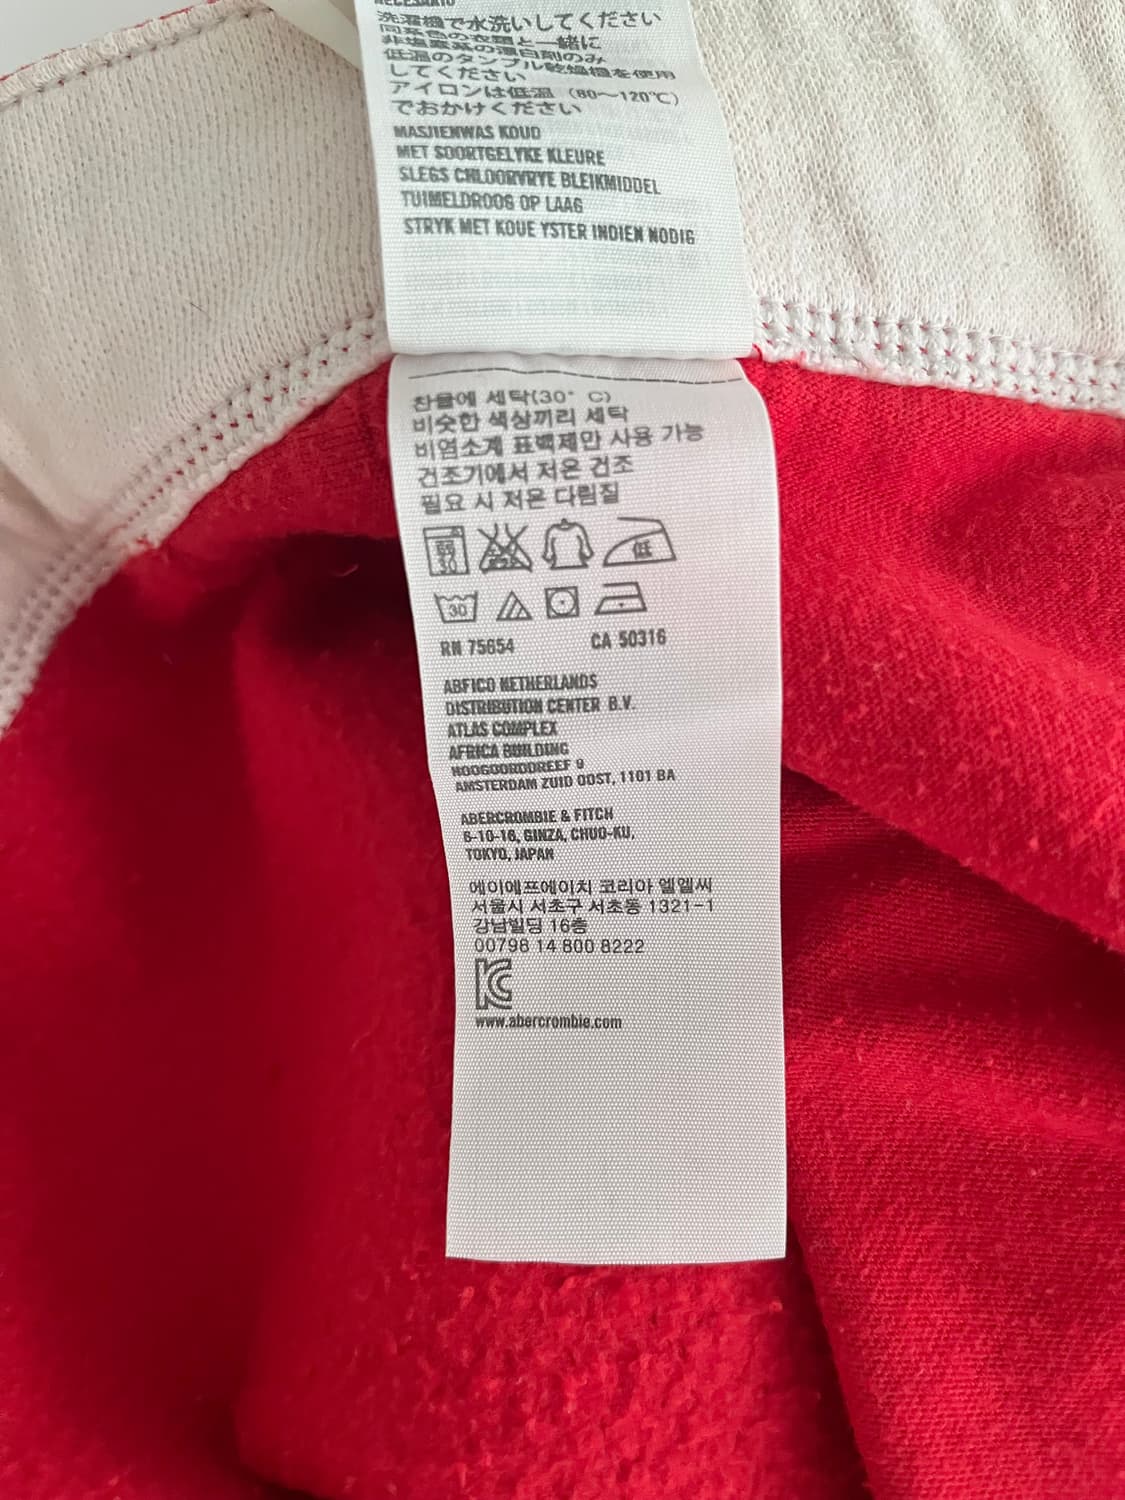 NECESARIO
洗濯機で水洗いしてください
同系色の衣類と一緒に
非塩素系の漂白剤のみ
低温のタンブル乾燥機を使用
してください
アイロンは低温 (80〜120℃)
でおかけください
MASJIENWAS KOUD
MET SOORTGELYKE KLEURE
SLEGS CHLOORVRYE BLEIKMIDDEL
TUIMELDROOG OP LAAG
STRYK MET KOUE YSTER INDIEN NODIG
찬물에 세탁(30° C)
비슷한 색상끼리 세탁
비염소계 표백제만 사용 가능
건조기에서 저온 건조
필요 시 저온 다림질
30 低
30
RN 75654 CA 50316
ABFICO NETHERLANDS
DISTRIBUTION CENTER B.V.
ATLAS COMPLEX
AFRICA BUILDING
HOOGOORDDREEF 9
AMSTERDAM ZUID OOST, 1101 BA
ABERCROMBIE & FITCH
6-10-16, GINZA, CHUO-KU,
TOKYO, JAPAN
에이에프에이치 코리아 엘엘씨
서울시 서초구 서초동 1321-1
강남빌딩 16층
00798 14 800 8222
KC
www.abercrombie.com